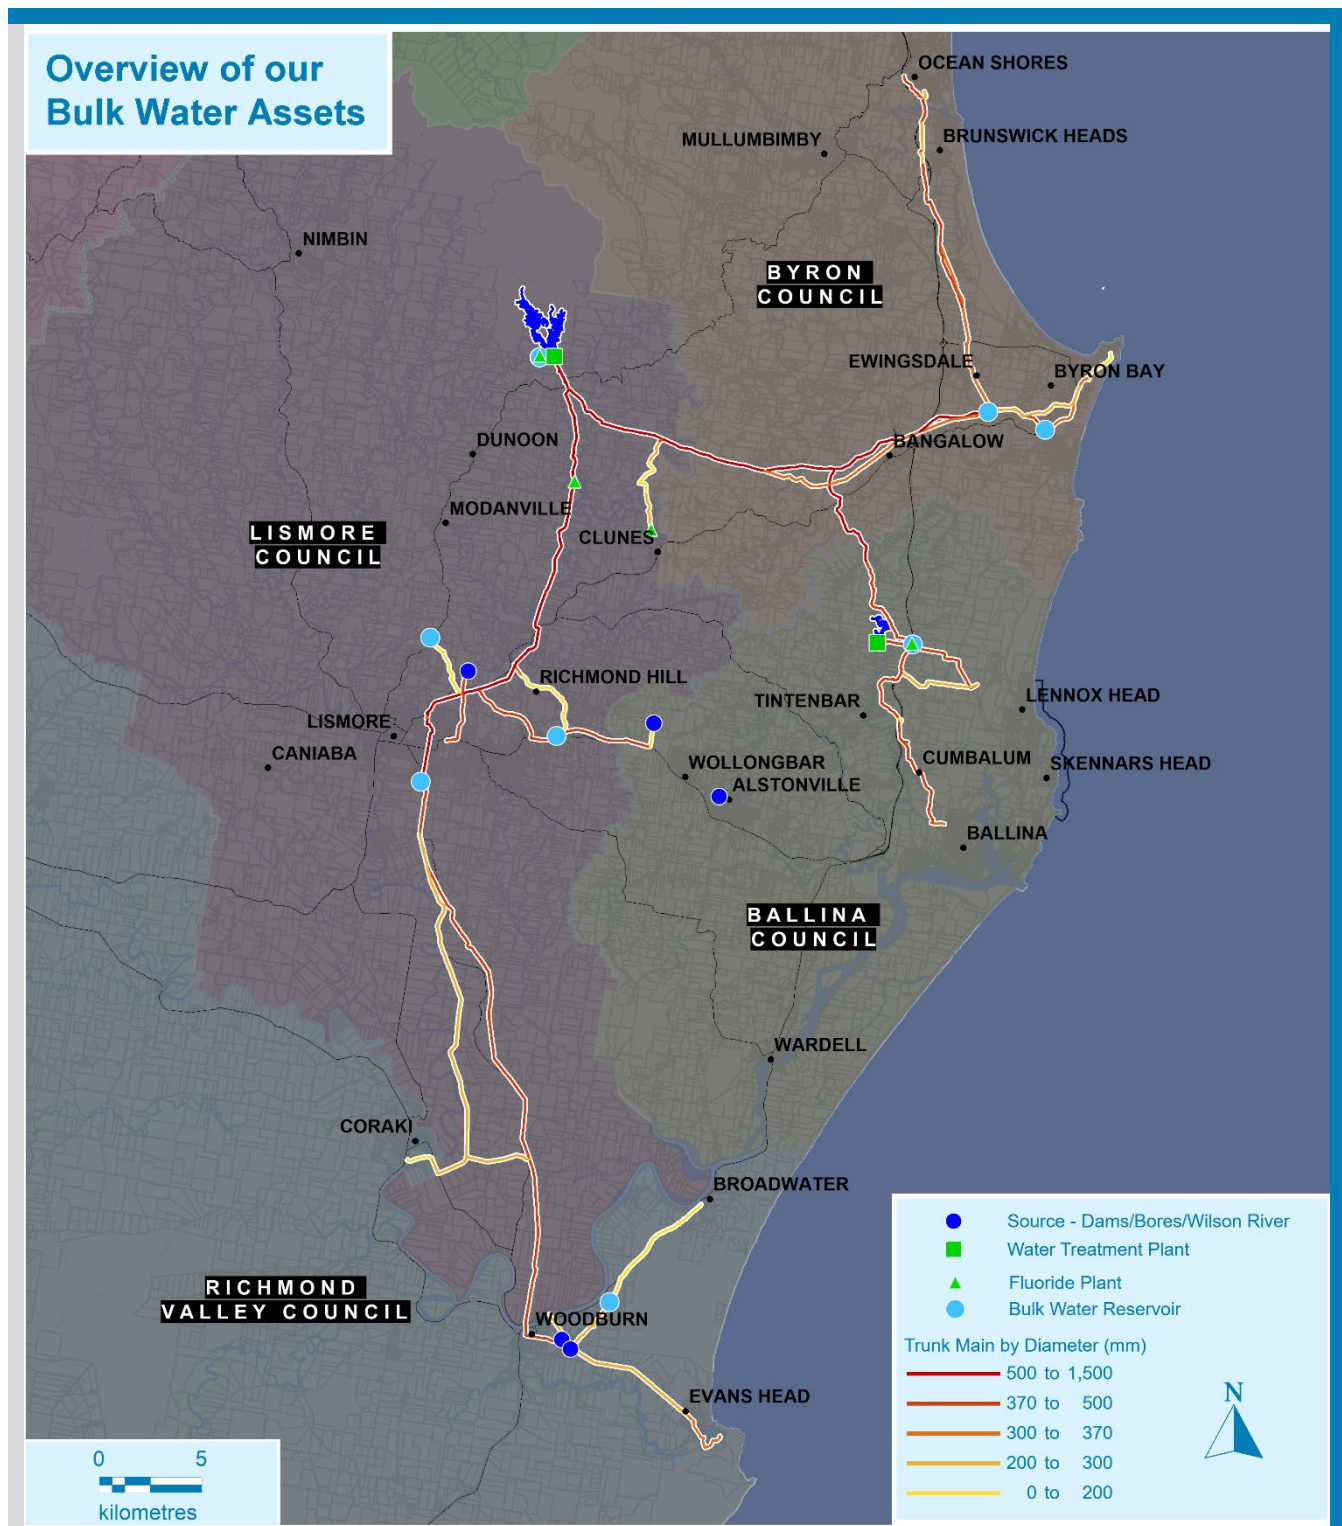 Overview of our
Bulk Water Assets
OCEAN SHORES
MULLUMBIMBY
BRUNSWICK HEADS
NIMBIN
BYRON
COUNCIL
EWINGSDALE
BYRON BAY
DUNOON
BANGALOW
MODANVILLE
LISMORE
COUNCIL
CLUNES
RICHMOND HILL
TINTENBAR
LENNOX HEAD
LISMORE
CANIABA
WOLLONGBAR
CUMBALUM
SKENNARS HEAD
ALSTONVILLE
BALLINA
BALLINA
COUNCIL
WARDELL
CORAKI
BROADWATER
RICHMOND
VALLEY COUNCIL
WOODBURN
EVANS HEAD
Source - Dams/Bores/Wilson River
Water Treatment Plant
Fluoride Plant
Bulk Water Reservoir
Trunk Main by Diameter (mm)
500 to 1,500
370 to 500
300 to 370
200 to 300
0 to 200
N
0 5
kilometres